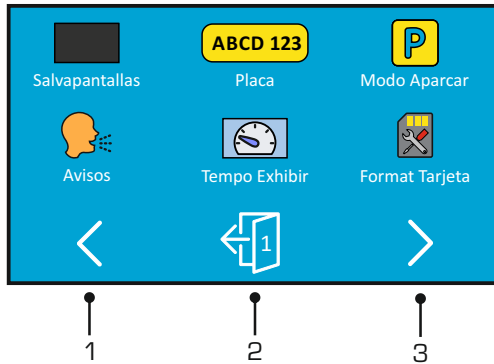 ABCD 123
P
Salvapantallas
Placa
Modo Aparcar
Avisos
Tempo Exhibir
Format Tarjeta
1
1
2
3